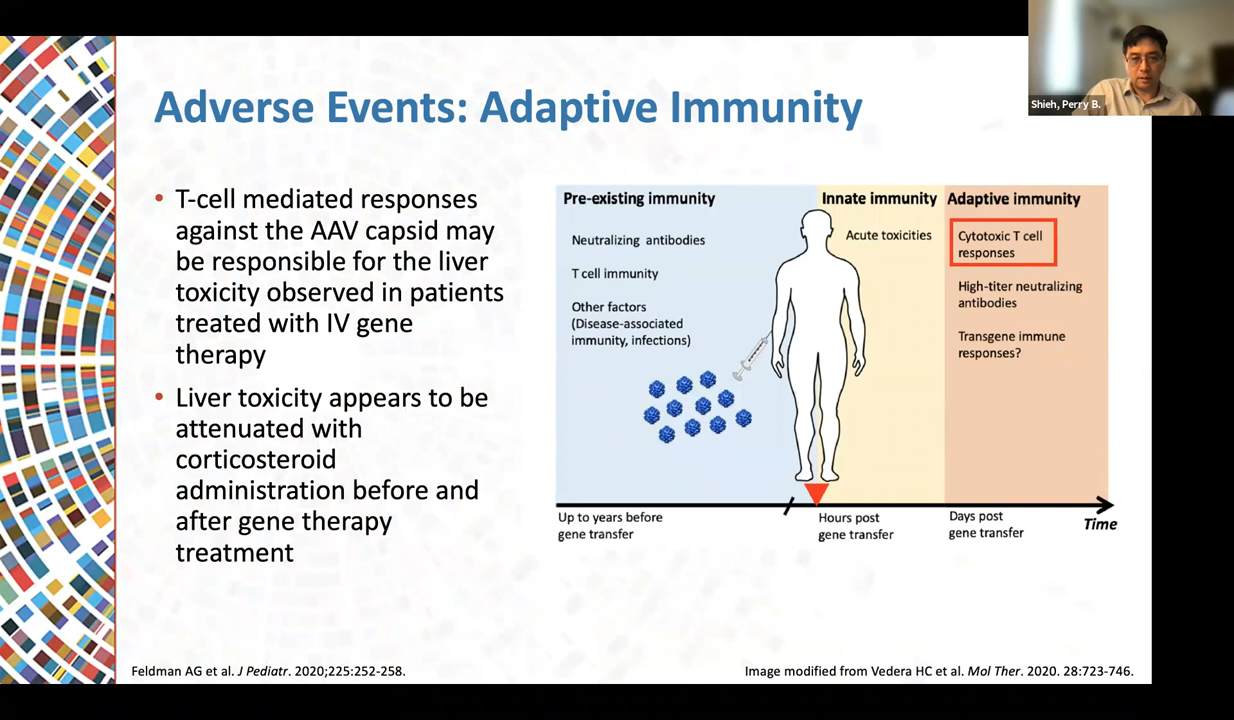 Shieh, Perry B.
Adverse Events: Adaptive Immunity
• T-cell mediated responses
against the AAV capsid may
be responsible for the liver
toxicity observed in patients
treated with IV gene
therapy
• Liver toxicity appears to be
attenuated with
corticosteroid
administration before and
after gene therapy
treatment
Pre-existing immunity
Neutralizing antibodies
T cell immunity
Other factors
(Disease-associated
immunity, infections)
Innate immunity
Acute toxicities
Adaptive immunity
Cytotoxic T cell
responses
High-titer neutralizing
antibodies
Transgene immune
responses?
Up to years before
gene transfer
Hours post
gene transfer
Days post
gene transfer
Time
Feldman AG et al. J Pediatr. 2020;225:252-258.
Image modified from Vedera HC et al. Mol Ther. 2020. 28:723-746.